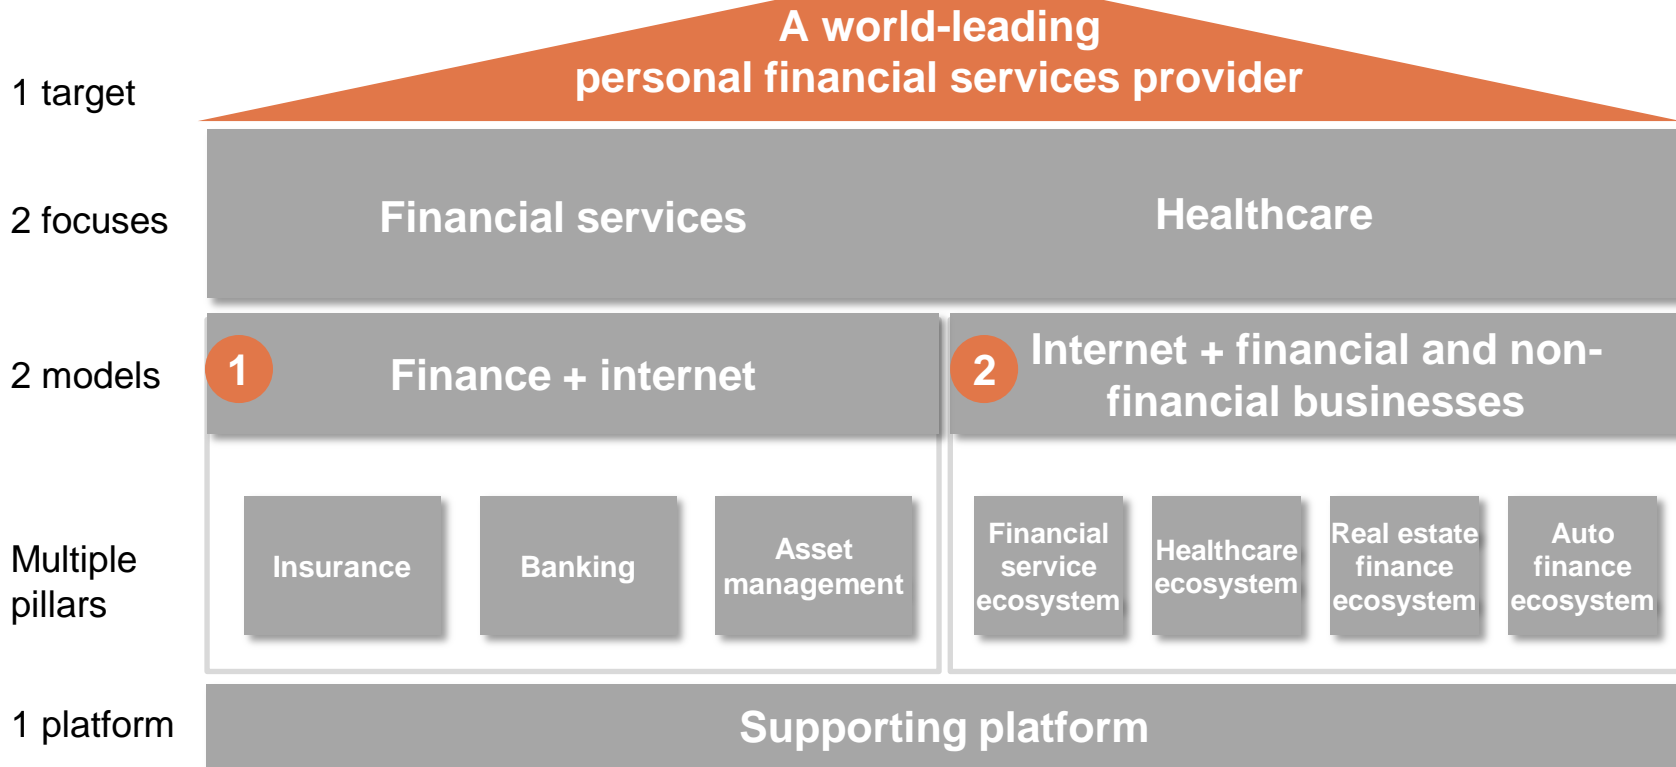 A world-leading
personal financial services provider
1 target
2 focuses
Financial services
Healthcare
2 models
1
Finance + internet
2
Internet + financial and non-
financial businesses
Multiple
pillars
Insurance
Banking
Asset
management
Financial
service
ecosystem
Healthcare
ecosystem
Real estate
finance
ecosystem
Auto
finance
ecosystem
1 platform
Supporting platform